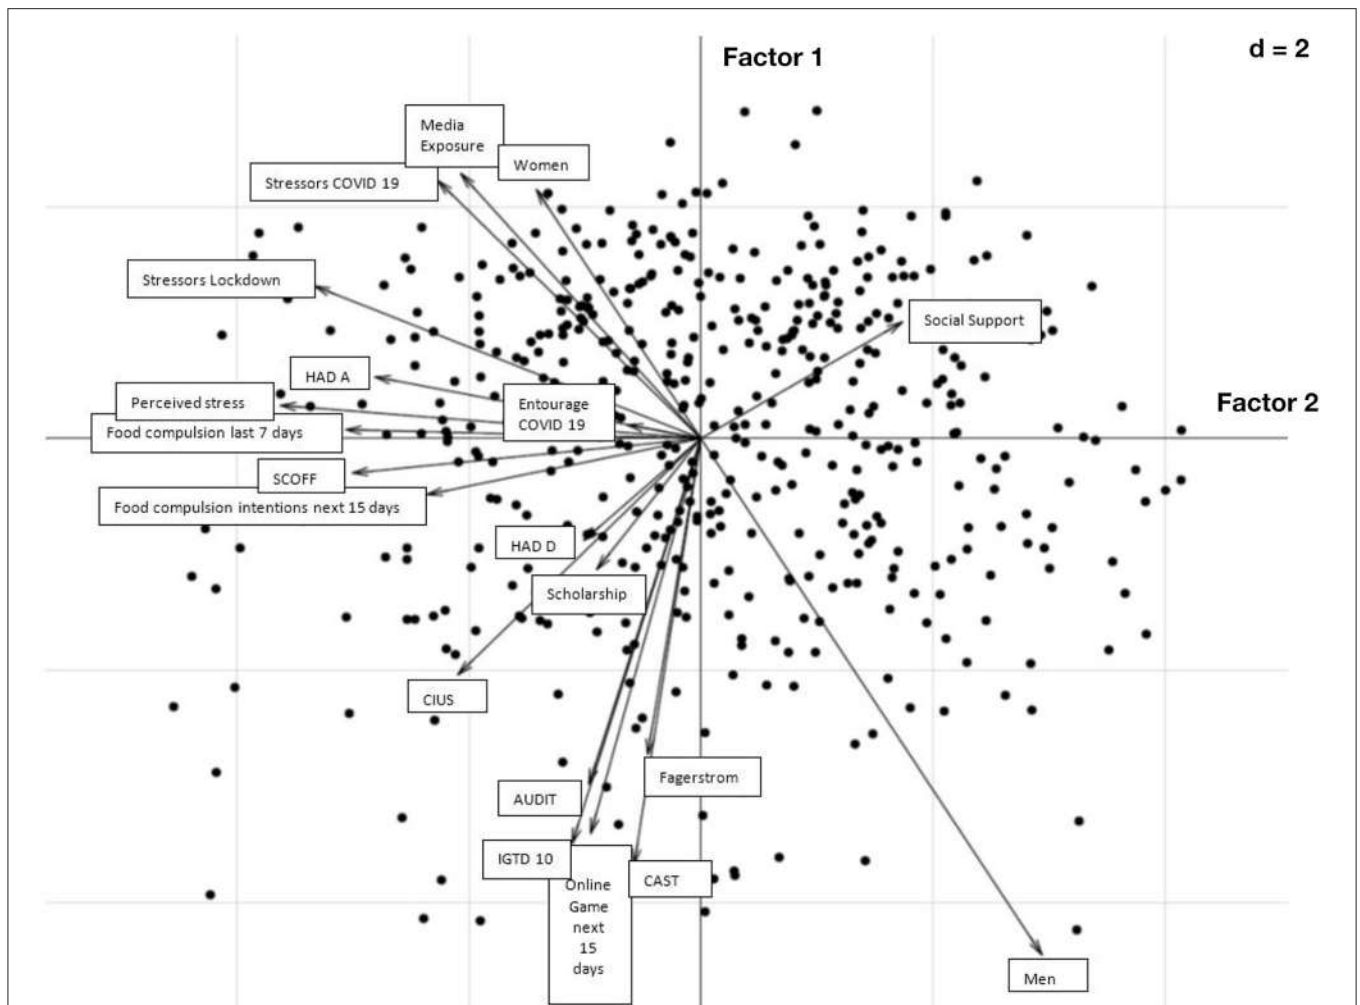 Factor 1
d = 2
Media
Exposure
Women
Stressors COVID 19
Stressors Lockdown
Social Support
HAD A
Perceived stress
Entourage
COVID 19
Factor 2
Food compulsion last 7 days
SCOFF
Food compulsion intentions next 15 days
HAD D
Scholarship
CIUS
Fagerstrom
AUDIT
IGTD 10
CAST
Online
Game
next
15
days
Men